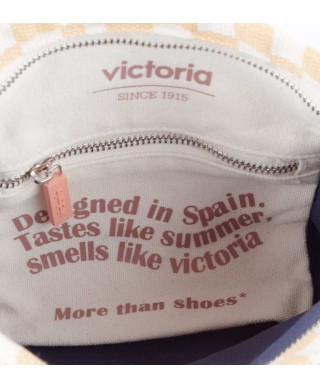 victoria
SINCE 1915
Designed in Spain.
Tastes like summer.
smells like victoria
More than shoes*